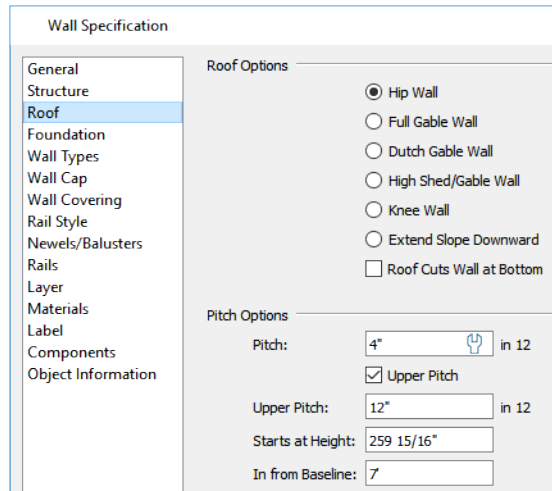 Wall Specification
General
Structure
Roof
Foundation
Wall Types
Wall Cap
Wall Covering
Rail Style
Newels/Balusters
Rails
Layer
Materials
Label
Components
Object Information
Roof Options
Hip Wall
Full Gable Wall
Dutch Gable Wall
High Shed/Gable Wall
Knee Wall
Extend Slope Downward
Roof Cuts Wall at Bottom
Pitch Options
Pitch: 4" in 12
Upper Pitch
Upper Pitch: 12" in 12
Starts at Height: 259 15/16"
In from Baseline: 7'